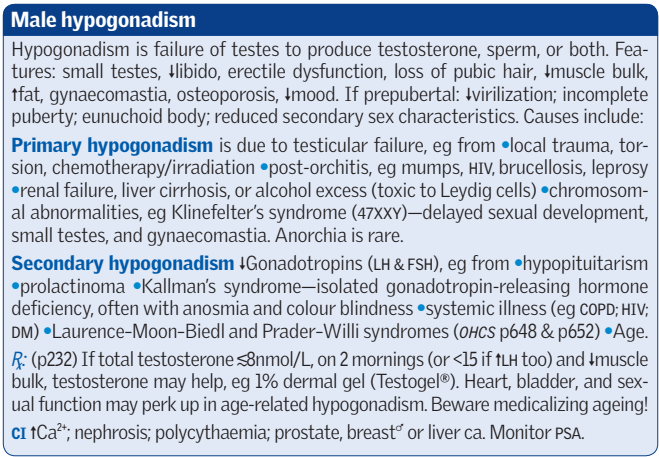 Male hypogonadism
Hypogonadism is failure of testes to produce testosterone, sperm, or both. Fea-
tures: small testes, ↓libido, erectile dysfunction, loss of pubic hair, ↓muscle bulk,
↑fat, gynaecomastia, osteoporosis, ↓mood. If prepubertal: ↓virilization; incomplete
puberty; eunuchoid body; reduced secondary sex characteristics. Causes include:
Primary hypogonadism is due to testicular failure, eg from •local trauma, tor-
sion, chemotherapy/irradiation •post-orchitis, eg mumps, HIV, brucellosis, leprosy
•renal failure, liver cirrhosis, or alcohol excess (toxic to Leydig cells) •chromosom-
al abnormalities, eg Klinefelter's syndrome (47XXY)—delayed sexual development,
small testes, and gynaecomastia. Anorchia is rare.
Secondary hypogonadism ↓Gonadotropins (LH & FSH), eg from •hypopituitarism
•prolactinoma •Kallman's syndrome—isolated gonadotropin-releasing hormone
deficiency, often with anosmia and colour blindness •systemic illness (eg COPD; HIV;
DM) •Laurence–Moon–Biedl and Prader–Willi syndromes (OHCS p648 & p652) •Age.
℞: (p232) If total testosterone ≤8nmol/L, on 2 mornings (or <15 if ↑LH too) and ↓muscle
bulk, testosterone may help, eg 1% dermal gel (Testogel®). Heart, bladder, and sex-
ual function may perk up in age-related hypogonadism. Beware medicalizing ageing!
CI ↑Ca²⁺; nephrosis; polycythaemia; prostate, breast♂ or liver ca. Monitor PSA.